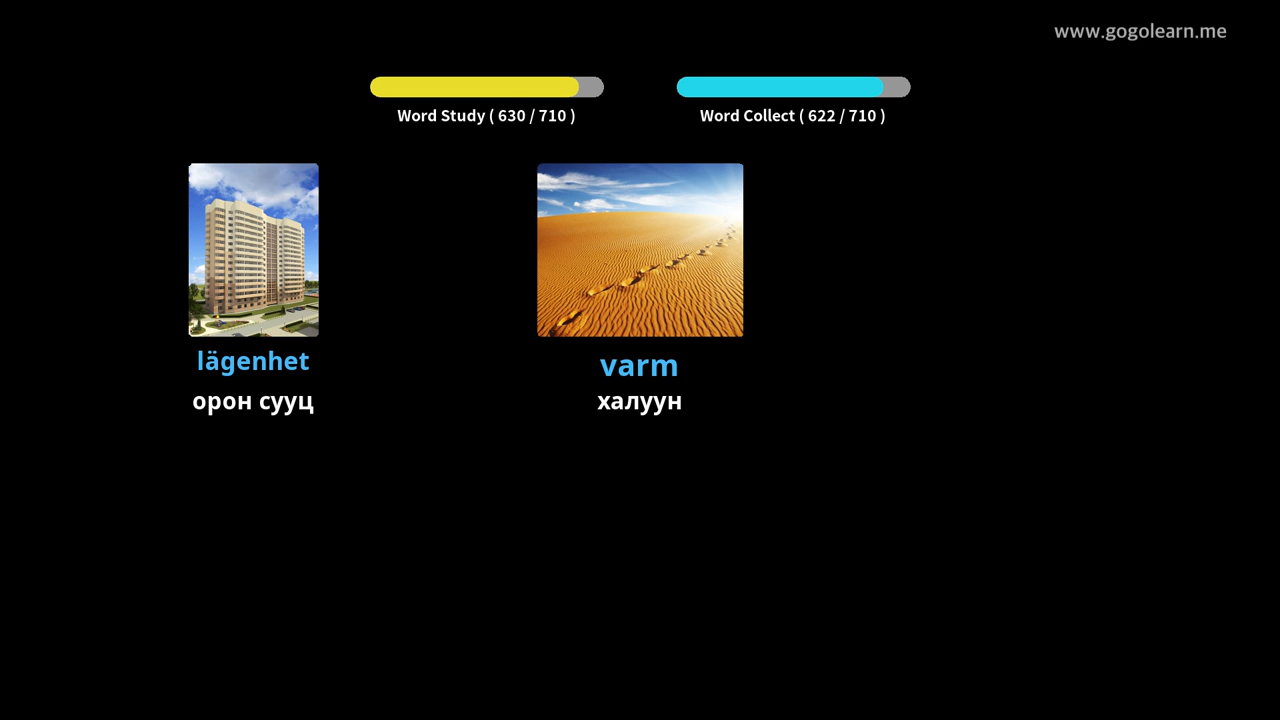 www.gogolearn.me
Word Study ( 630 / 710 )
Word Collect ( 622 / 710 )
lägenhet
орон сууц
varm
халуун